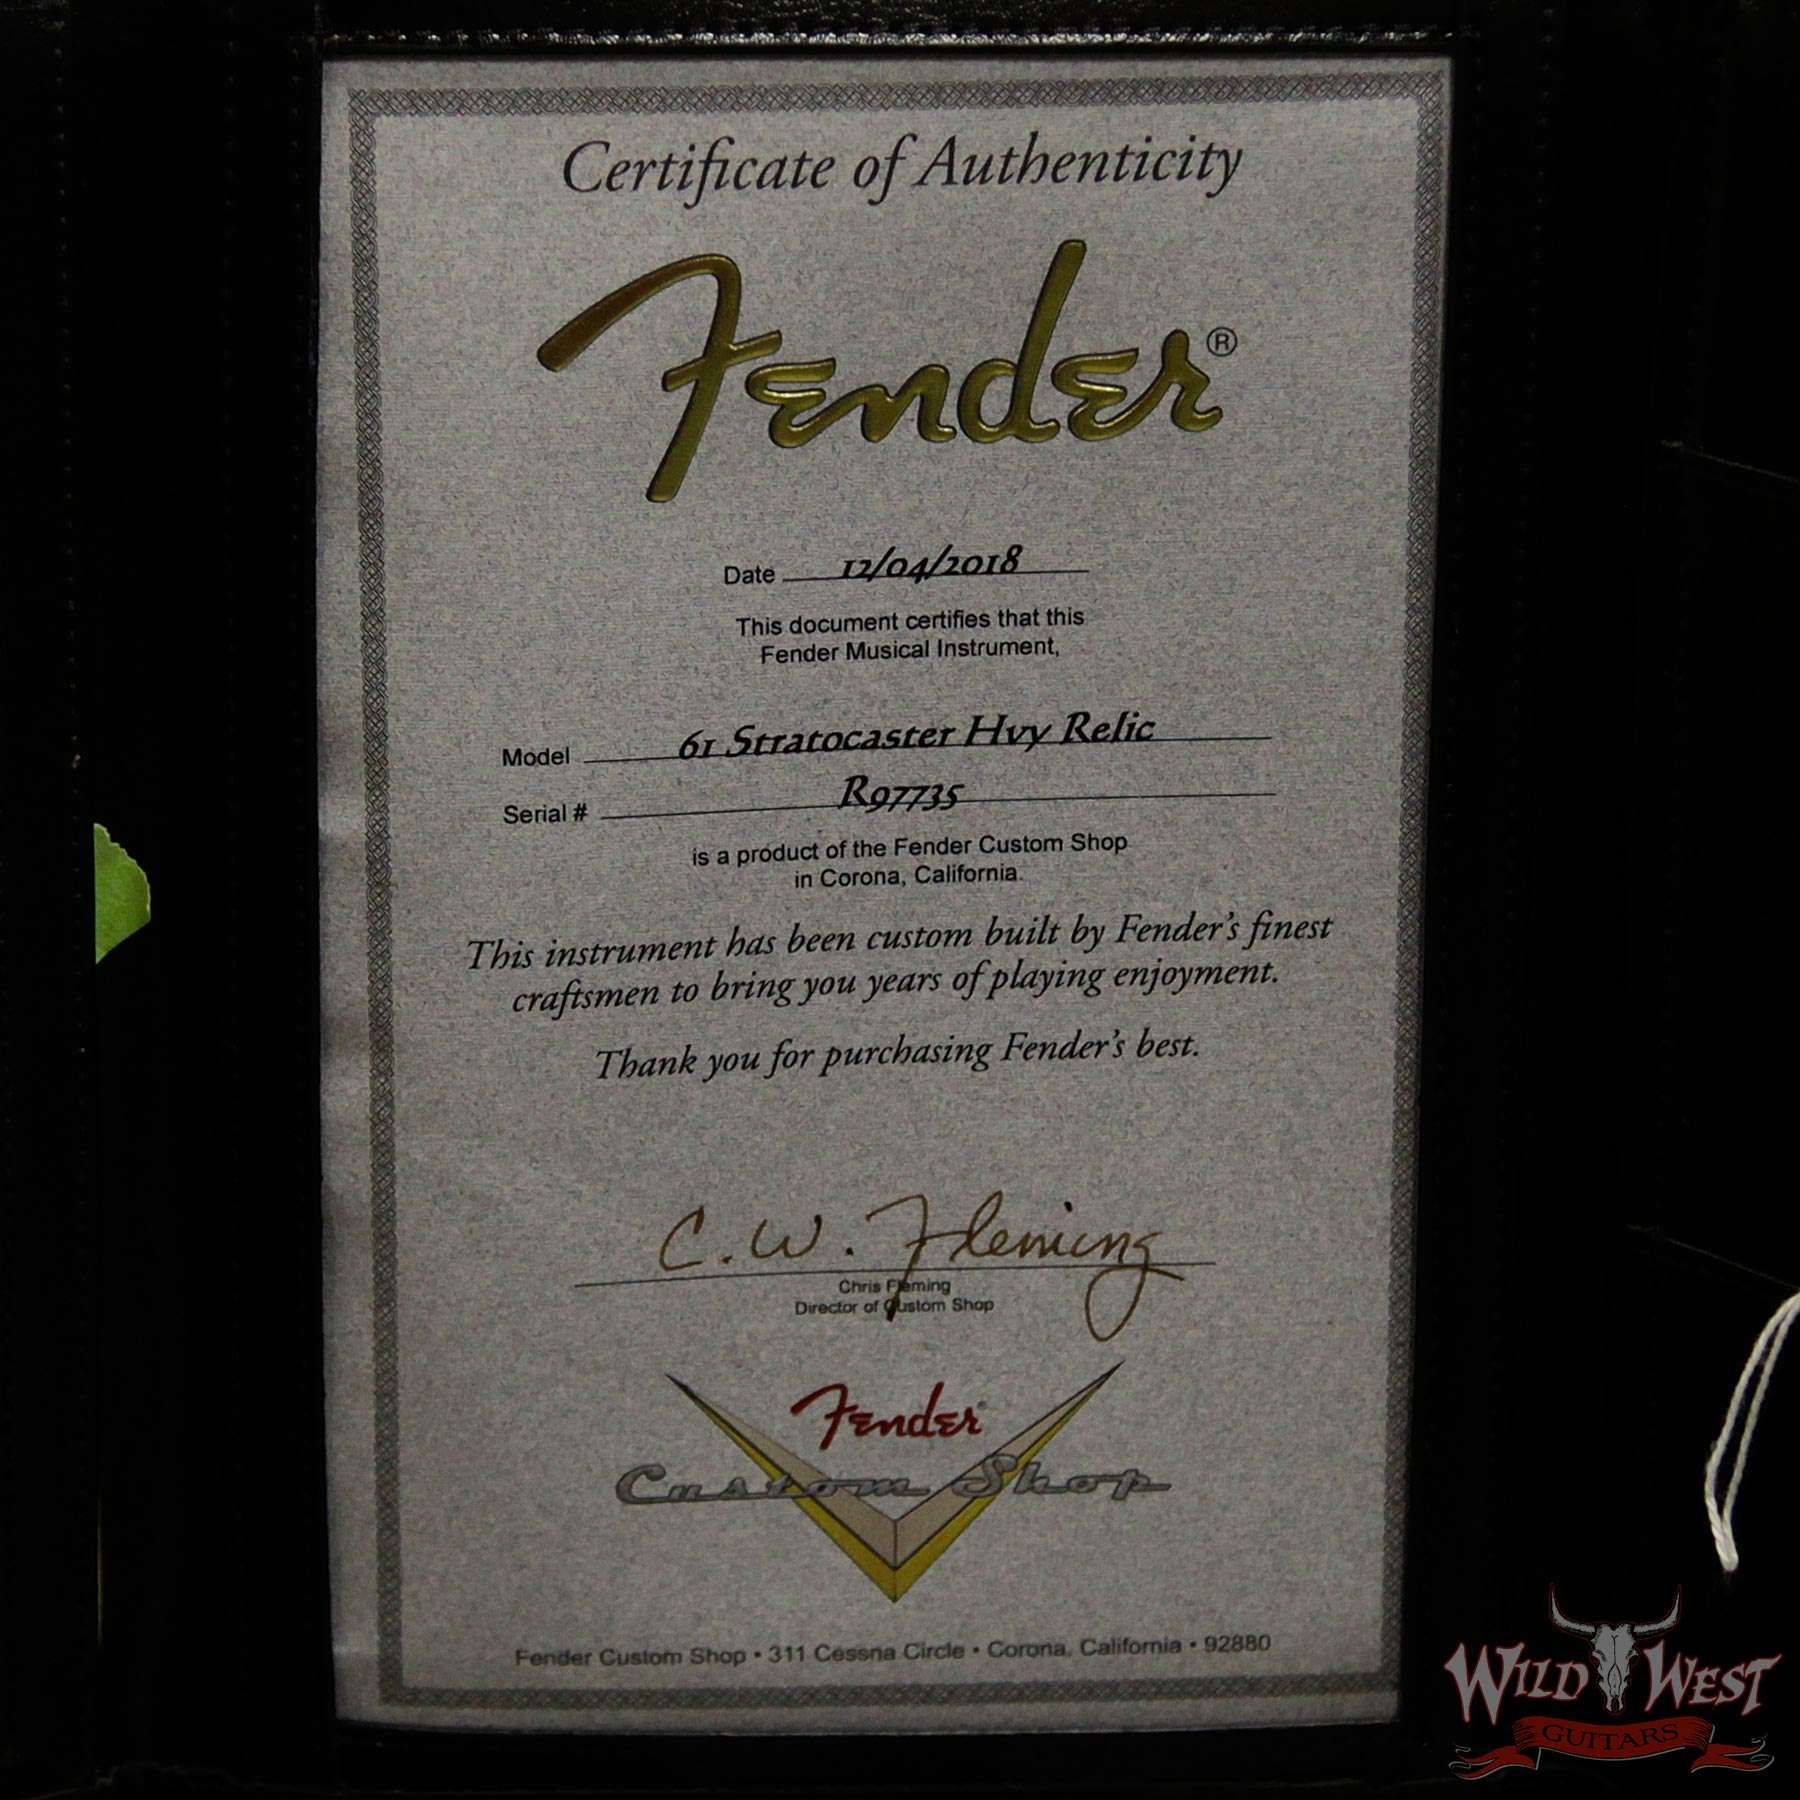 Certificate of Authenticity
Fender®
Date 12/04/2018
This document certifies that this
Fender Musical Instrument,
Model 61 Stratocaster Hvy Relic
Serial # R97735
is a product of the Fender Custom Shop
in Corona, California.
This instrument has been custom built by Fender's finest
craftsmen to bring you years of playing enjoyment.
Thank you for purchasing Fender's best.
C. W. Fleming
Chris Fleming
Director of Custom Shop
Fender®
Custom Shop
Fender Custom Shop • 311 Cessna Circle • Corona, California • 92880
WILD WEST
GUITARS